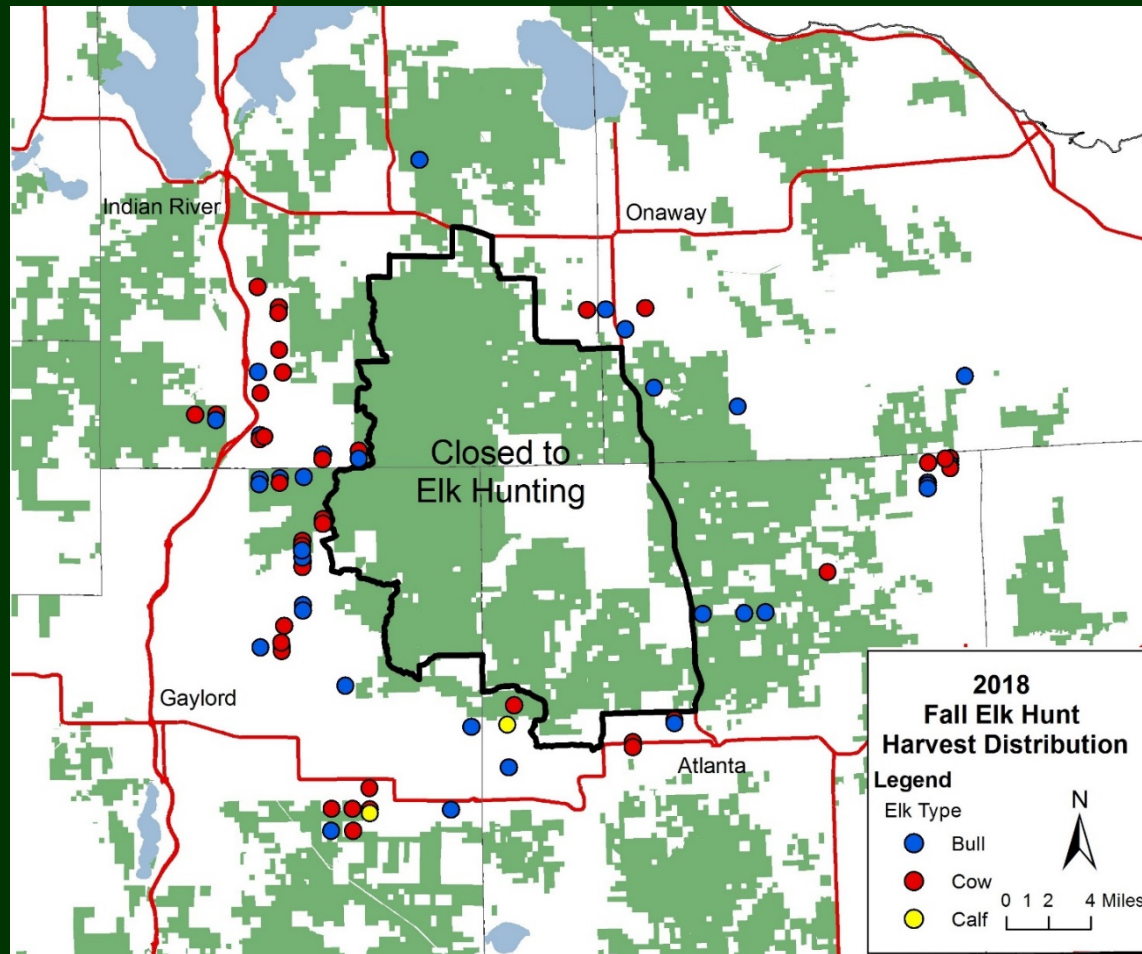 Indian River
Onaway
Closed to
Elk Hunting
Gaylord
Atlanta
2018
Fall Elk Hunt
Harvest Distribution
Legend
Elk Type
Bull
Cow
Calf
N
0 1 2 4 Miles